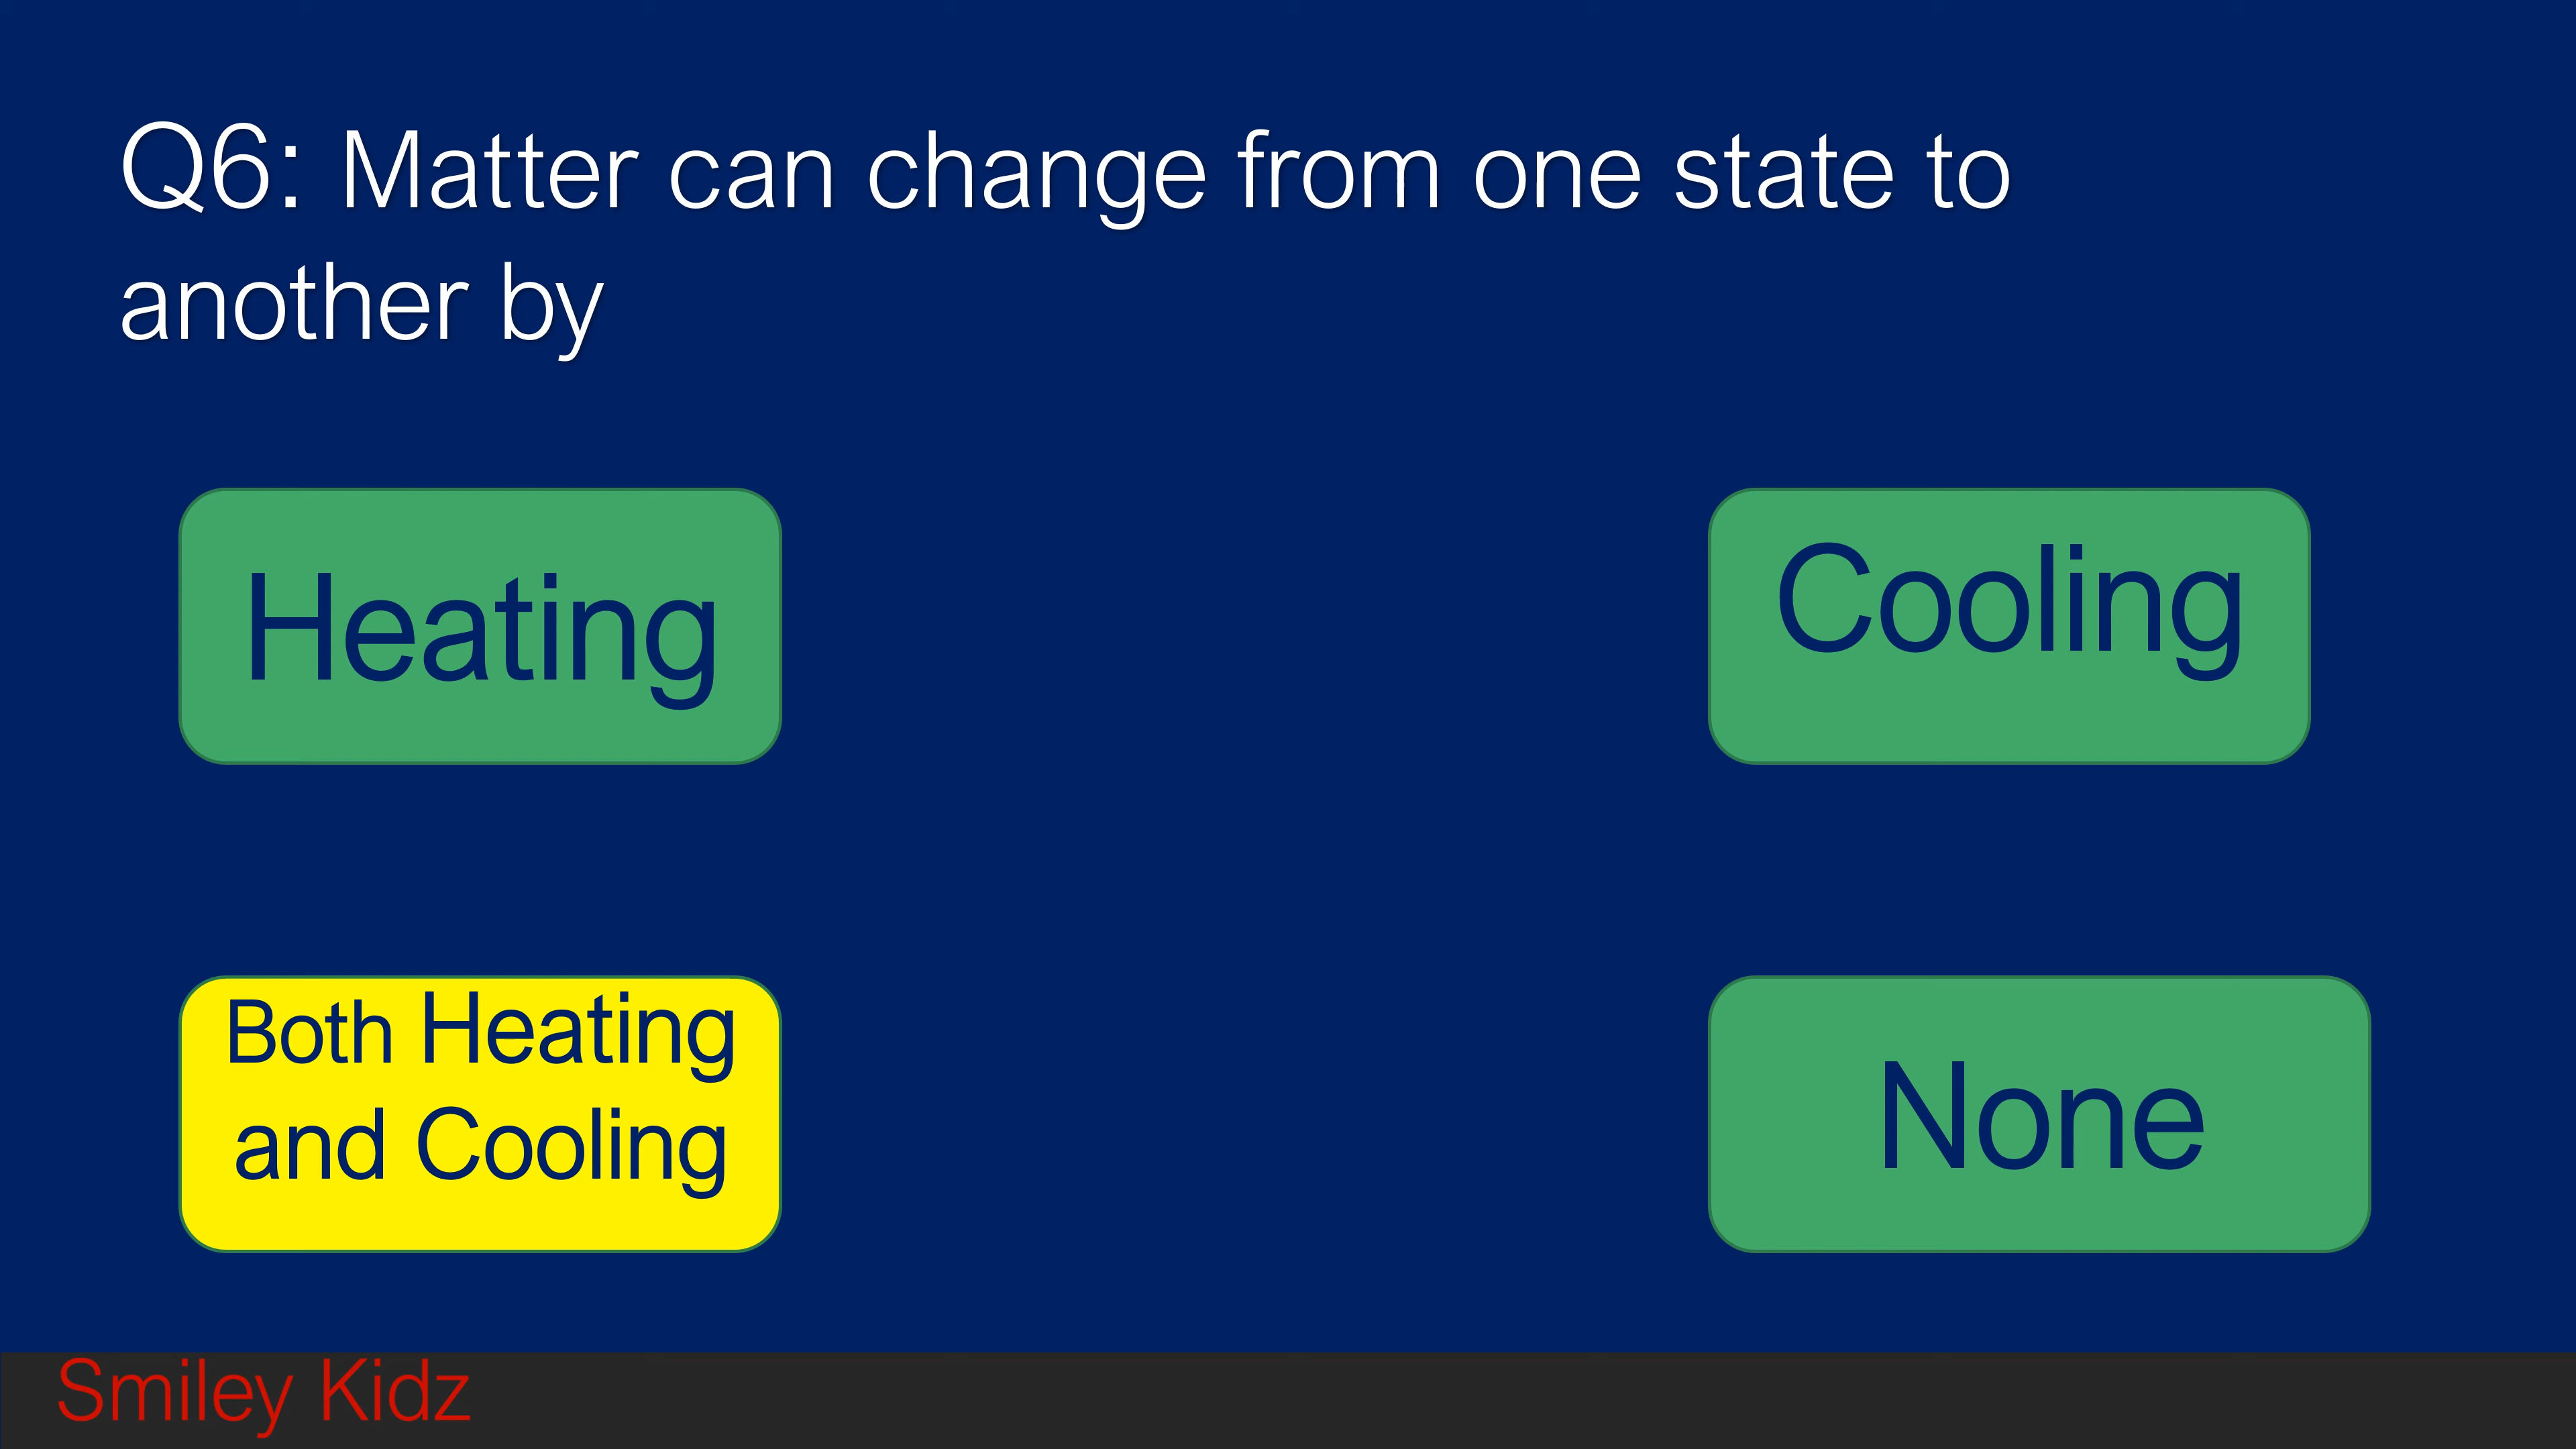 Q6: Matter can change from one state to
another by
Heating
Cooling
Both Heating
and Cooling
None
Smiley Kidz